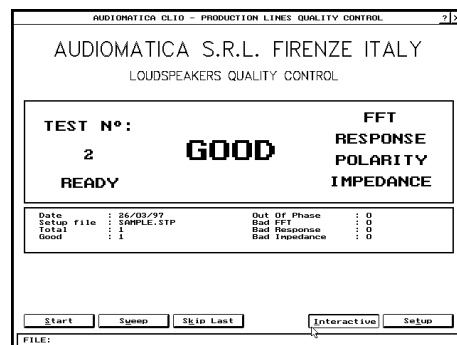 AUDIOMATICA CLIO - PRODUCTION LINES QUALITY CONTROL
?
AUDIOMATICA S.R.L. FIRENZE ITALY
LOUDSPEAKERS QUALITY CONTROL
TEST Nº:
2
READY
GOOD
FFT
RESPONSE
POLARITY
IMPEDANCE
Date : 26/03/97
Setup file : SAMPLE.STP
Total : 1
Good : 1
Out Of Phase : 0
Bad FFT : 0
Bad Response : 0
Bad Impedance : 0
Start Sweep Skip Last Interactive Setup
FILE: